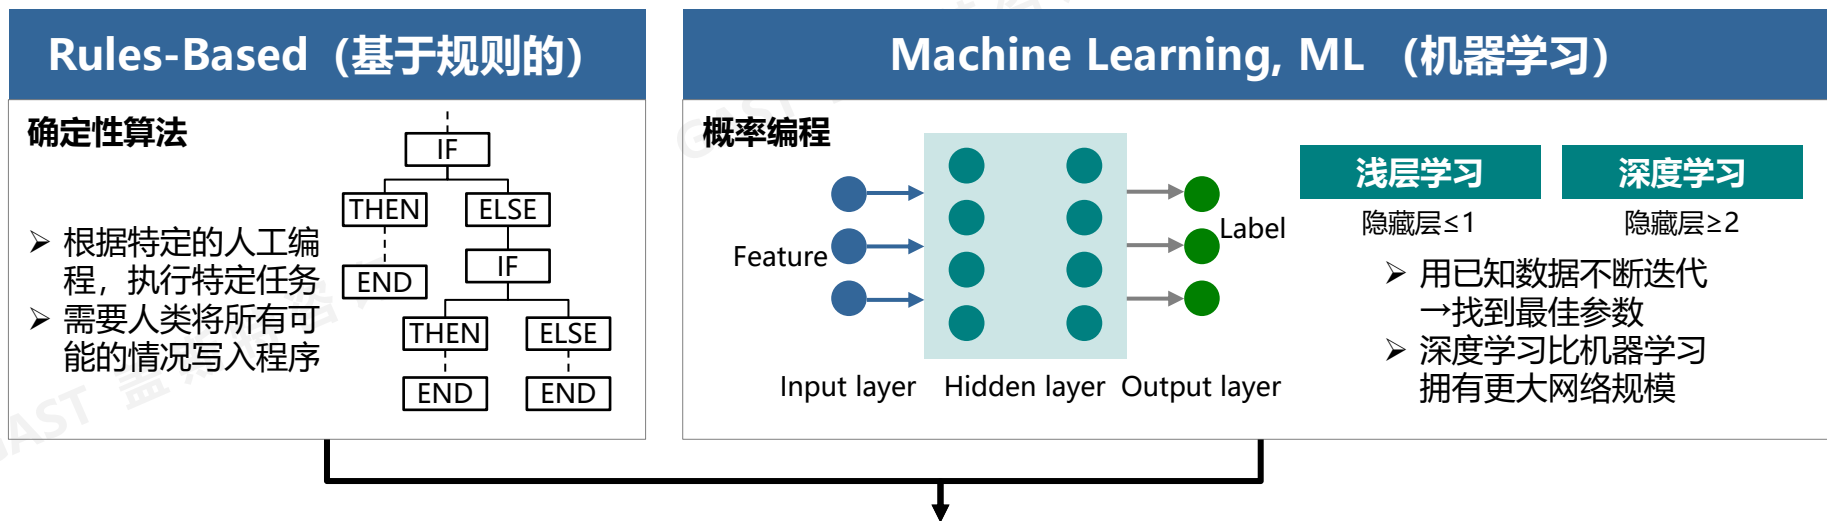 Rules-Based（基于规则的）
确定性算法
IF
THEN
ELSE
END
IF
THEN
ELSE
END
END
➢ 根据特定的人工编
程，执行特定任务
➢ 需要人类将所有可
能的情况写入程序
Machine Learning, ML （机器学习）
概率编程
Feature
Label
Input layer
Hidden layer
Output layer
浅层学习
隐藏层≤1
深度学习
隐藏层≥2
➢ 用已知数据不断迭代
→找到最佳参数
➢ 深度学习比机器学习
拥有更大网络规模